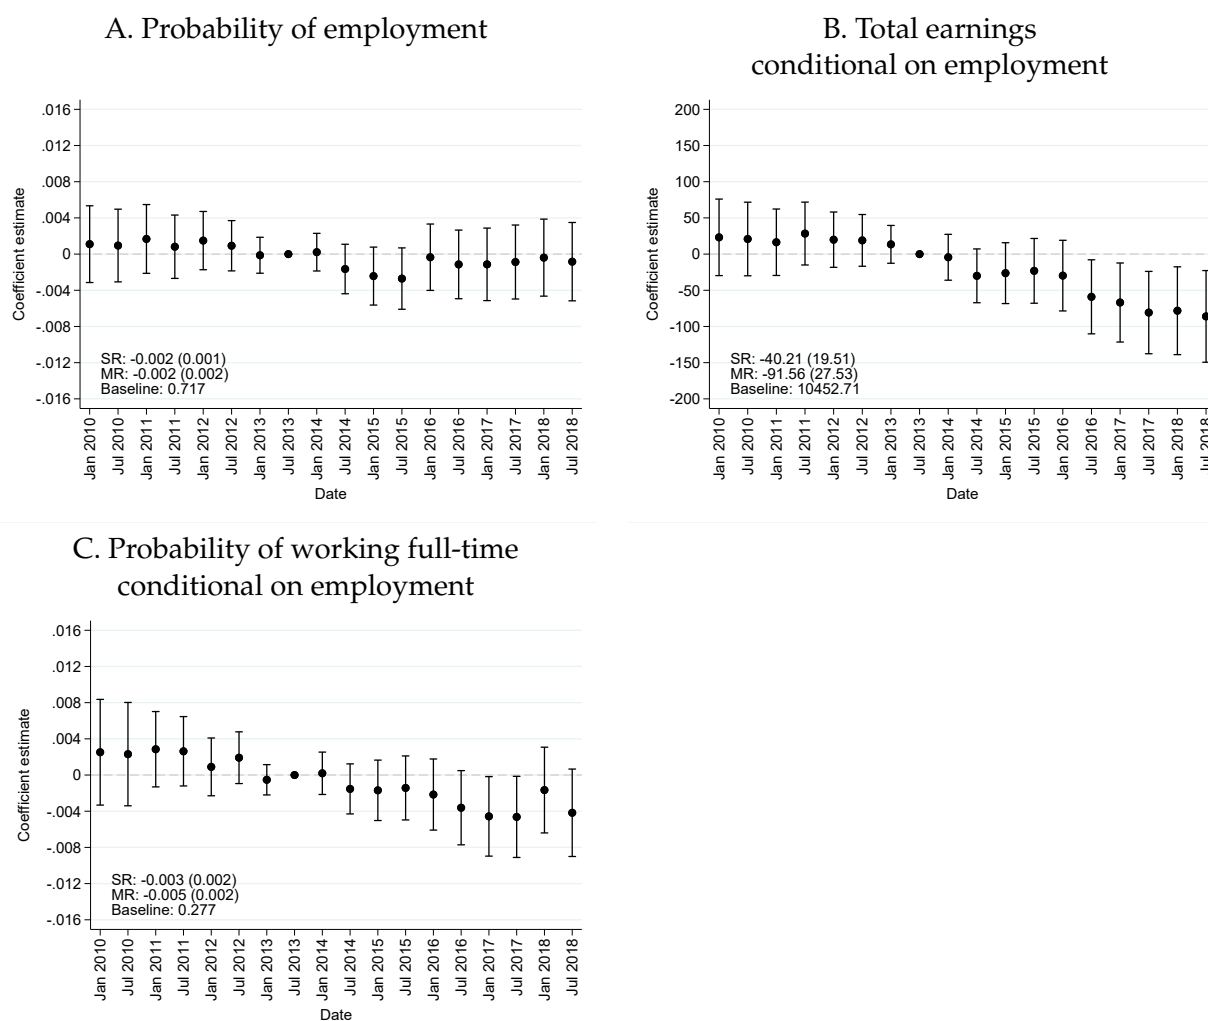 A. Probability of employment
.016
.012
.008
.004
0
-.004
-.008
-.012
-.016
Coefficient estimate
SR: -0.002 (0.001)
MR: -0.002 (0.002)
Baseline: 0.717
Jan 2010
Jul 2010
Jan 2011
Jul 2011
Jan 2012
Jul 2012
Jan 2013
Jul 2013
Jan 2014
Jul 2014
Jan 2015
Jul 2015
Jan 2016
Jul 2016
Jan 2017
Jul 2017
Jan 2018
Jul 2018
Date
B. Total earnings
conditional on employment
200
150
100
50
0
-50
-100
-150
-200
Coefficient estimate
SR: -40.21 (19.51)
MR: -91.56 (27.53)
Baseline: 10452.71
Jan 2010
Jul 2010
Jan 2011
Jul 2011
Jan 2012
Jul 2012
Jan 2013
Jul 2013
Jan 2014
Jul 2014
Jan 2015
Jul 2015
Jan 2016
Jul 2016
Jan 2017
Jul 2017
Jan 2018
Date
C. Probability of working full-time
conditional on employment
.016
.012
.008
.004
0
-.004
-.008
-.012
-.016
Coefficient estimate
SR: -0.003 (0.002)
MR: -0.005 (0.002)
Baseline: 0.277
Jan 2010
Jul 2010
Jan 2011
Jul 2011
Jan 2012
Jul 2012
Jan 2013
Jul 2013
Jan 2014
Jul 2014
Jan 2015
Jul 2015
Jan 2016
Jul 2016
Jan 2017
Jul 2017
Jan 2018
Jul 2018
Date